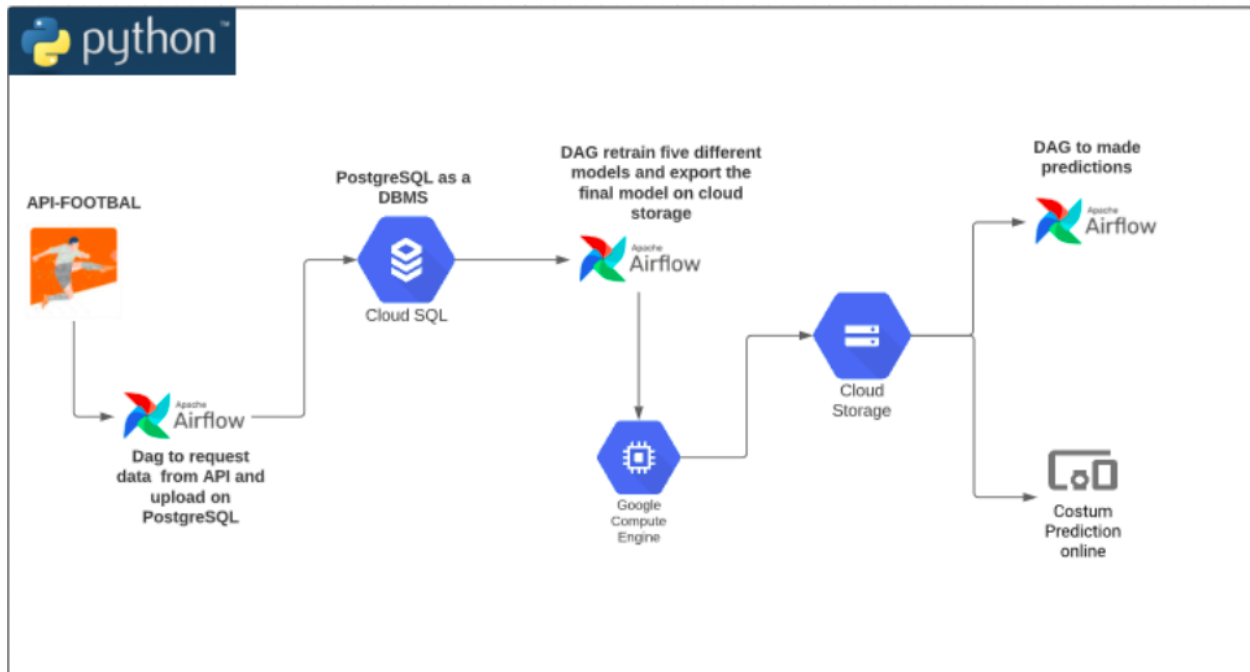 python™
API-FOOTBAL
Apache
Airflow
Dag to request
data from API and
upload on
PostgreSQL
PostgreSQL as a
DBMS
Cloud SQL
DAG retrain five different
models and export the
final model on cloud
storage
Apache
Airflow
Google
Compute
Engine
Cloud
Storage
DAG to made
predictions
Apache
Airflow
Costum
Prediction
online